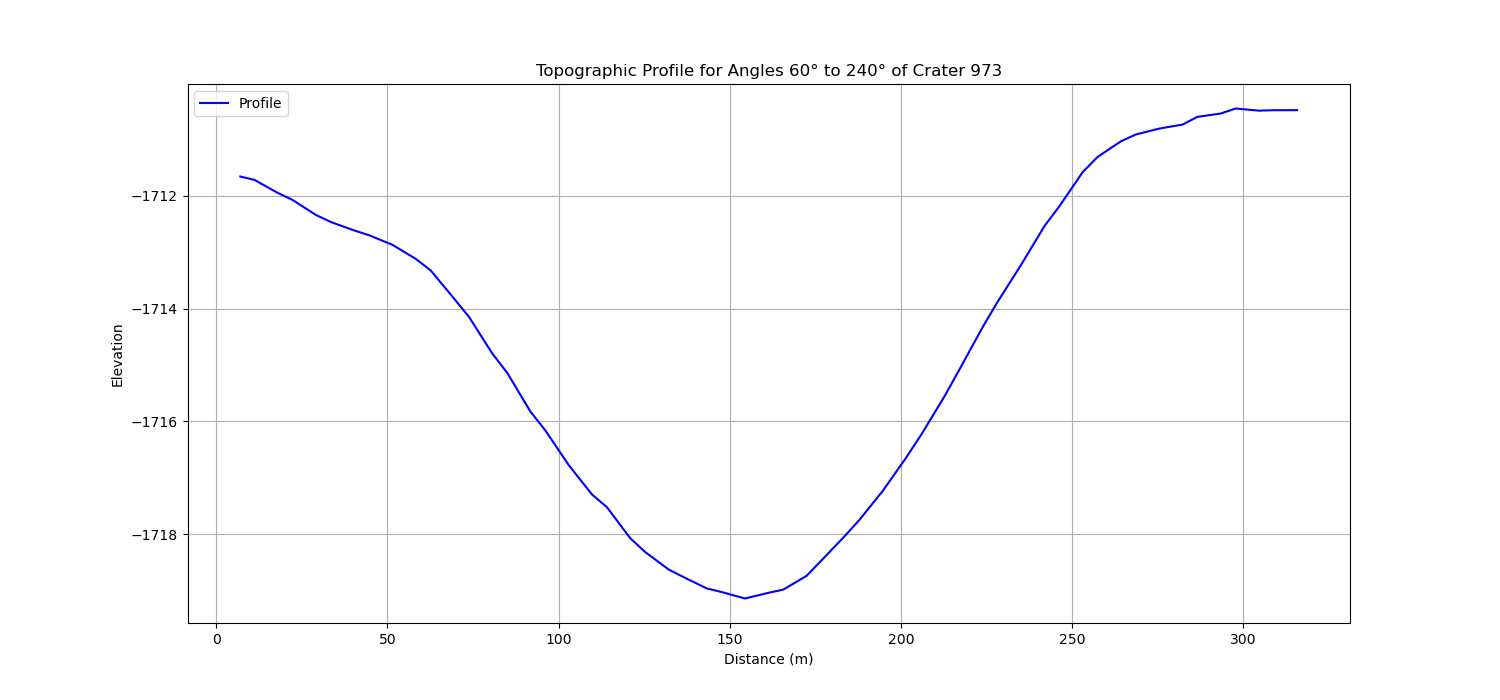 Topographic Profile for Angles 60° to 240° of Crater 973
Profile
−1712
−1714
−1716
−1718
Elevation
0 50 100 150 200 250 300
Distance (m)